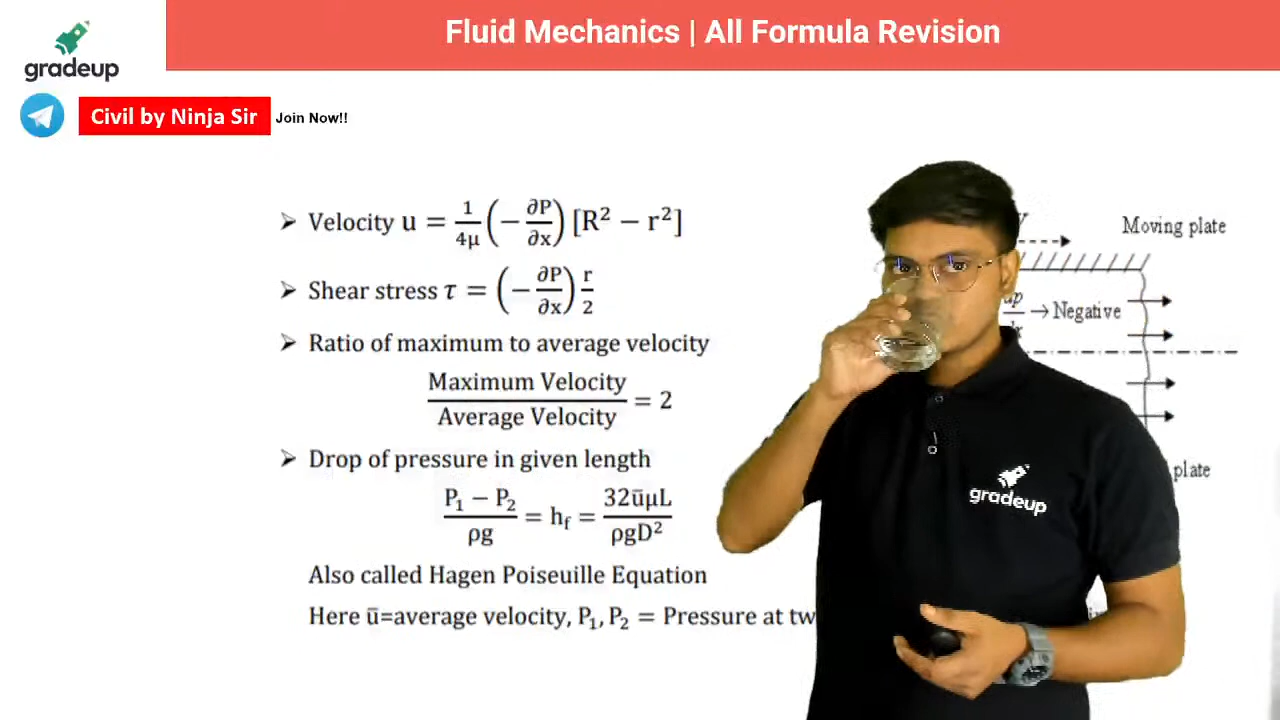 Fluid Mechanics | All Formula Revision
gradeup
Civil by Ninja Sir Join Now!!
➢ Velocity u = 1/4μ (−∂P/∂x) [R² − r²]
➢ Shear stress τ = (−∂P/∂x) r/2
➢ Ratio of maximum to average velocity
Maximum Velocity/Average Velocity = 2
➢ Drop of pressure in given length
P₁ − P₂/ρg = h_f = 32ūμL/ρgD²
Also called Hagen Poiseuille Equation
Here ū=average velocity, P₁, P₂ = Pressure at
Moving plate
→ Negative
plate
gradeup